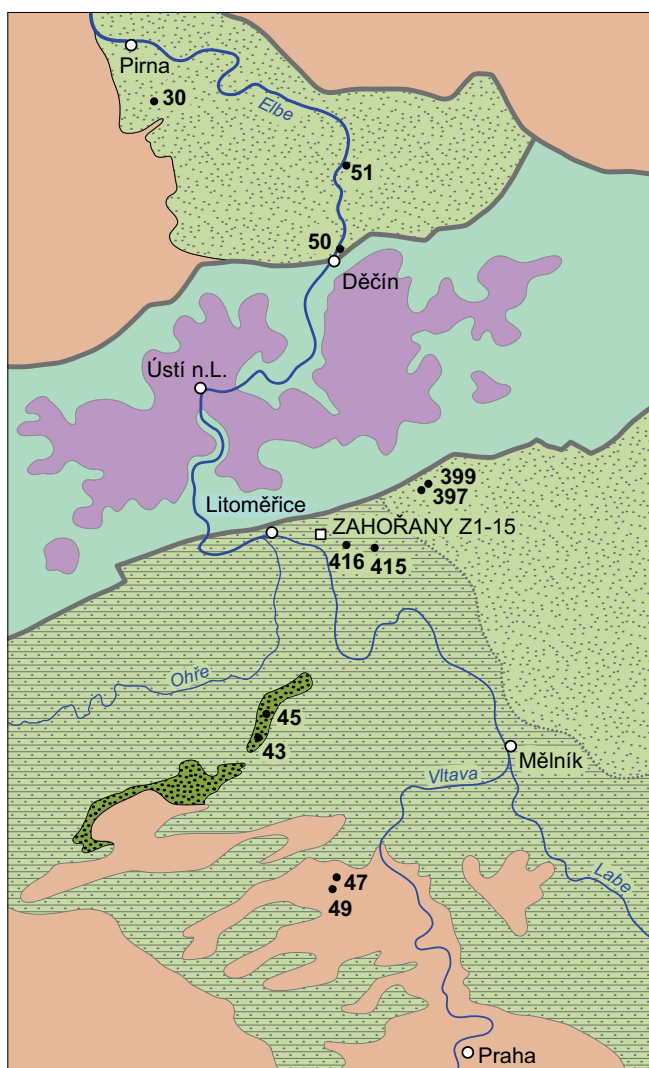 Pirna
30
Elbe
51
50
Děčín
Ústí n.L.
399
397
Litoměřice
ZAHOŘANY Z1-15
416
415
Ohře
45
43
Mělník
Vltava
47
49
Labe
Praha